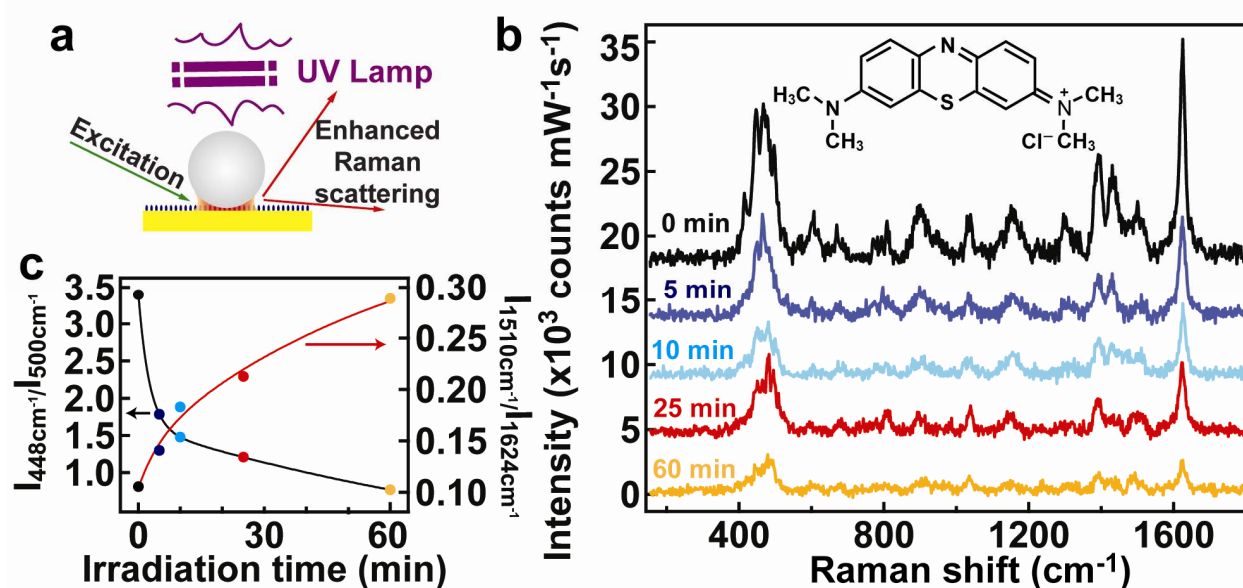 a
UV Lamp
Excitation
Enhanced
Raman
scattering
b
Intensity (x10³ counts mW⁻¹s⁻¹)
35
30
25
20
15
10
5
0
N
S
H₃C
N
CH₃
N
+
CH₃
CH₃
Cl⁻
0 min
5 min
10 min
25 min
60 min
400
800
1200
1600
Raman shift (cm⁻¹)
c
I448cm⁻¹/I500cm⁻¹
3.5
3.0
2.5
2.0
1.5
1.0
0.30
0.25
0.20
0.15
0.10
I1510cm⁻¹/I1624cm⁻¹
0
30
60
Irradiation time (min)